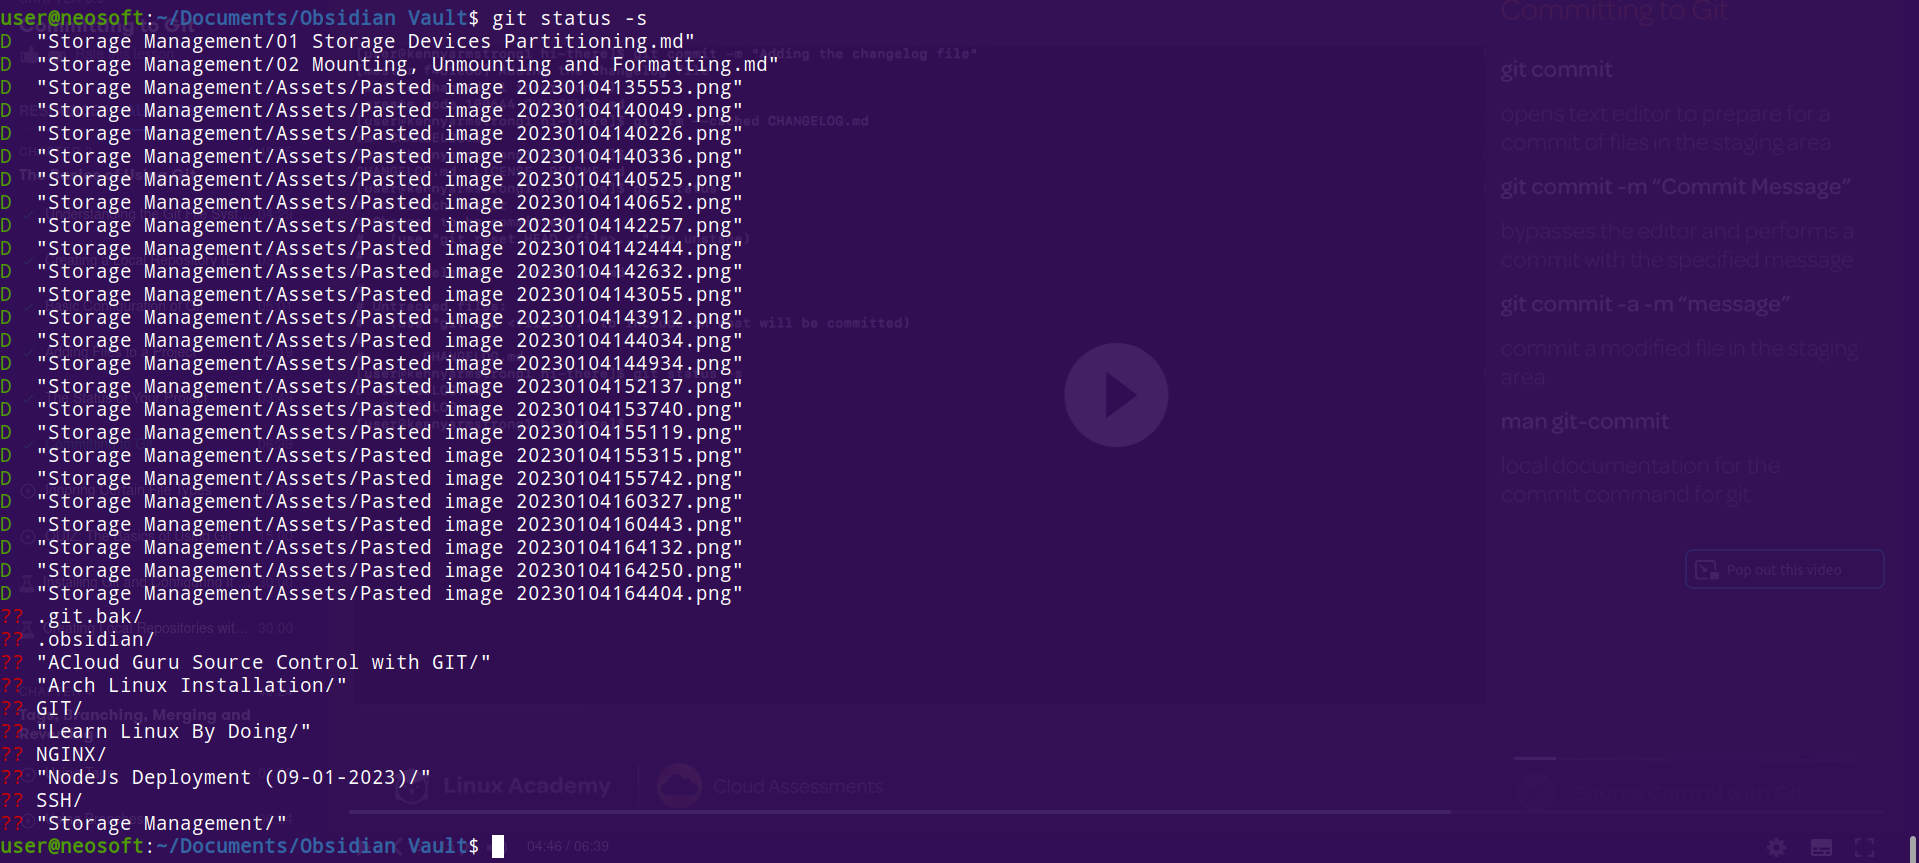 user@neosoft:~/Documents/Obsidian Vault$ git status -s
D  "Storage Management/01 Storage Devices Partitioning.md"
D  "Storage Management/02 Mounting, Unmounting and Formatting.md"
D  "Storage Management/Assets/Pasted image 20230104135553.png"
D  "Storage Management/Assets/Pasted image 20230104140049.png"
D  "Storage Management/Assets/Pasted image 20230104140226.png"
D  "Storage Management/Assets/Pasted image 20230104140336.png"
D  "Storage Management/Assets/Pasted image 20230104140525.png"
D  "Storage Management/Assets/Pasted image 20230104140652.png"
D  "Storage Management/Assets/Pasted image 20230104142257.png"
D  "Storage Management/Assets/Pasted image 20230104142444.png"
D  "Storage Management/Assets/Pasted image 20230104142632.png"
D  "Storage Management/Assets/Pasted image 20230104143055.png"
D  "Storage Management/Assets/Pasted image 20230104143912.png"
D  "Storage Management/Assets/Pasted image 20230104144034.png"
D  "Storage Management/Assets/Pasted image 20230104144934.png"
D  "Storage Management/Assets/Pasted image 20230104152137.png"
D  "Storage Management/Assets/Pasted image 20230104153740.png"
D  "Storage Management/Assets/Pasted image 20230104155119.png"
D  "Storage Management/Assets/Pasted image 20230104155315.png"
D  "Storage Management/Assets/Pasted image 20230104155742.png"
D  "Storage Management/Assets/Pasted image 20230104160327.png"
D  "Storage Management/Assets/Pasted image 20230104160443.png"
D  "Storage Management/Assets/Pasted image 20230104164132.png"
D  "Storage Management/Assets/Pasted image 20230104164250.png"
D  "Storage Management/Assets/Pasted image 20230104164404.png"
?? .git.bak/
?? .obsidian/
?? "ACloud Guru Source Control with GIT/"
?? "Arch Linux Installation/"
?? GIT/
?? "Learn Linux By Doing/"
?? NGINX/
?? "NodeJs Deployment (09-01-2023)/"
?? SSH/
?? "Storage Management/"
user@neosoft:~/Documents/Obsidian Vault$
Committing to Git
git commit
opens text editor to prepare for a
commit of files in the staging area
git commit -m “Commit Message”
bypasses the editor and performs a
commit with the specified message
git commit -a -m “message”
commit a modified file in the staging
area
man git-commit
local documentation for the
commit command for git
Pop out this video
Linux Academy
Cloud Assessments
Source Control with Git
04:46 / 06:39
30:00